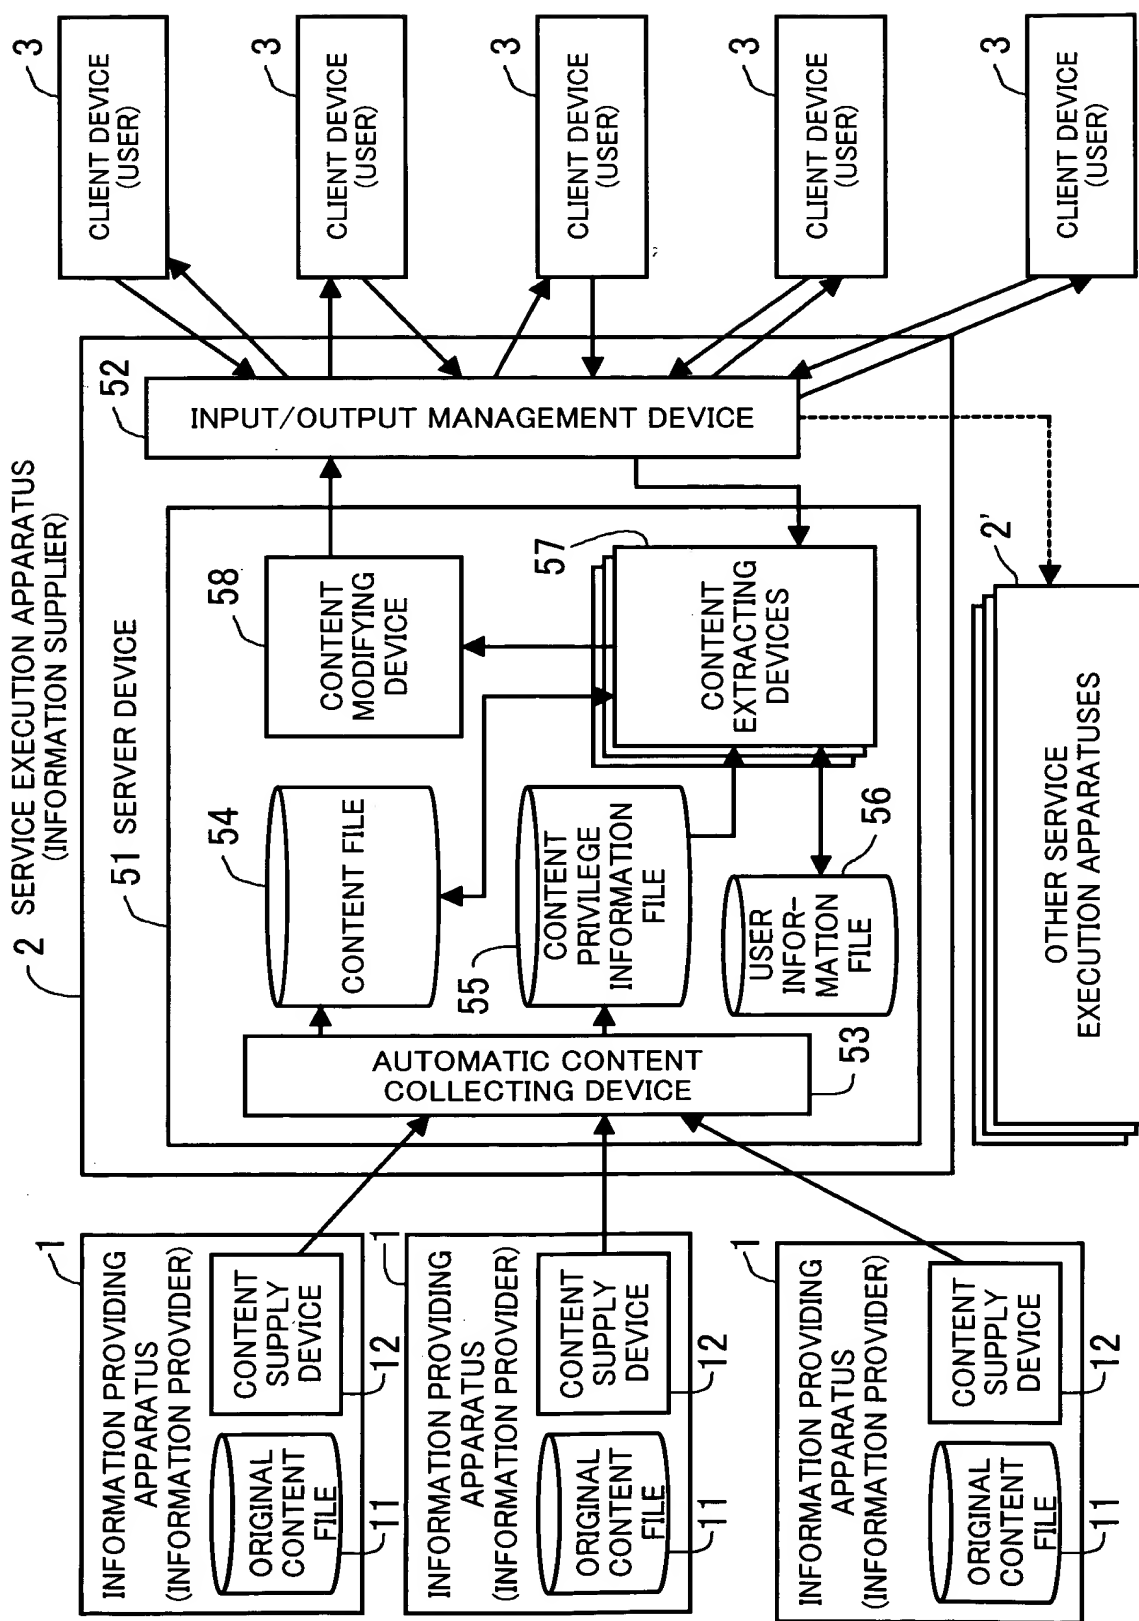 2
SERVICE EXECUTION APPARATUS
(INFORMATION SUPPLIER)
1
INFORMATION PROVIDING
APPARATUS
(INFORMATION PROVIDER)
ORIGINAL
CONTENT
FILE
11
CONTENT
SUPPLY
DEVICE
12
1
INFORMATION PROVIDING
APPARATUS
(INFORMATION PROVIDER)
ORIGINAL
CONTENT
FILE
11
CONTENT
SUPPLY
DEVICE
12
1
INFORMATION PROVIDING
APPARATUS
(INFORMATION PROVIDER)
ORIGINAL
CONTENT
FILE
11
CONTENT
SUPPLY
DEVICE
12
51 SERVER DEVICE
AUTOMATIC CONTENT
COLLECTING DEVICE
53
54
CONTENT FILE
55
CONTENT
PRIVILEGE
INFORMATION
FILE
USER
INFOR-
MATION
FILE
56
58
CONTENT
MODIFYING
DEVICE
57
CONTENT
EXTRACTING
DEVICES
52
INPUT/OUTPUT MANAGEMENT DEVICE
2'
OTHER SERVICE
EXECUTION APPARATUSES
3
CLIENT DEVICE
(USER)
3
CLIENT DEVICE
(USER)
3
CLIENT DEVICE
(USER)
3
CLIENT DEVICE
(USER)
3
CLIENT DEVICE
(USER)